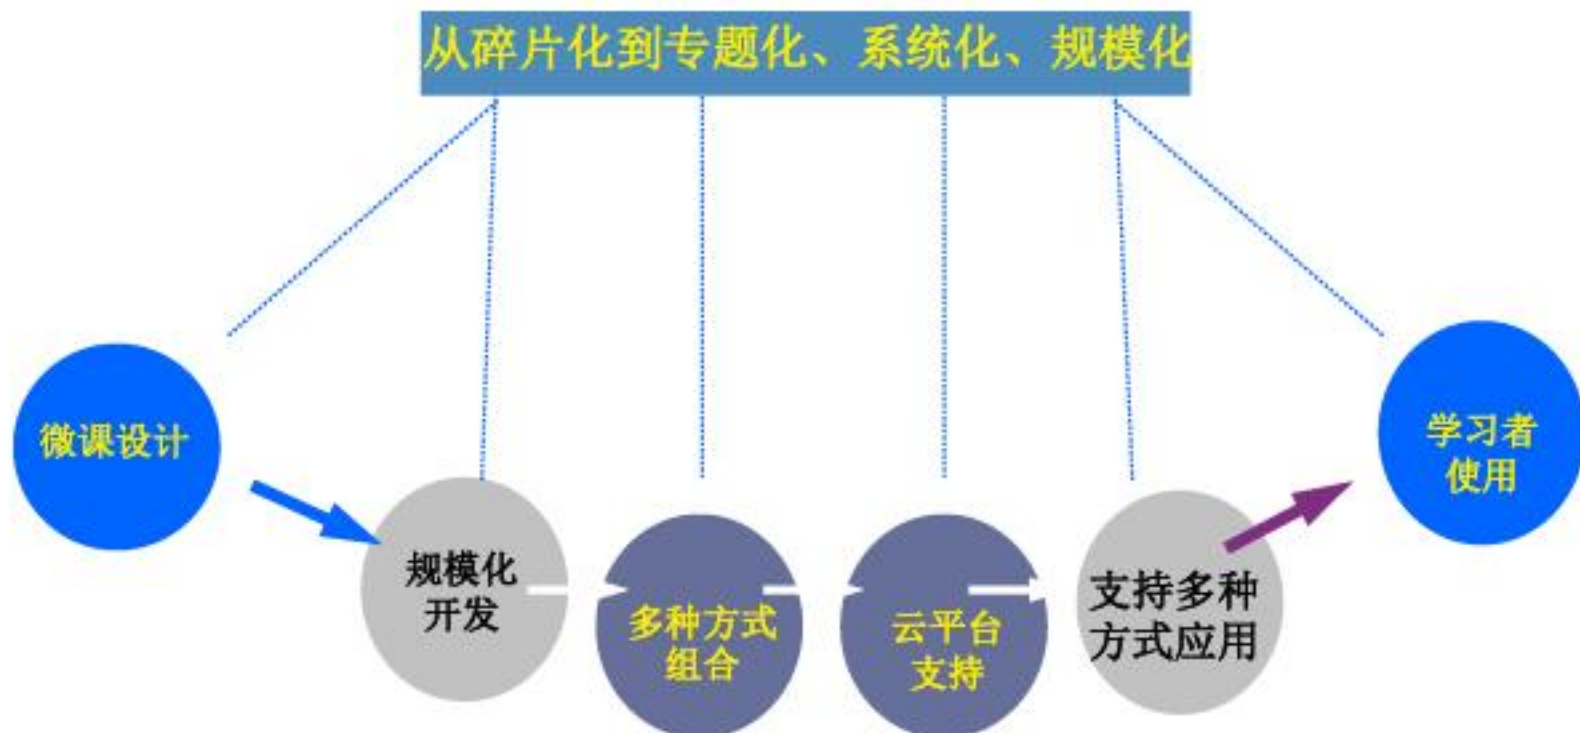 从碎片化到专题化、系统化、规模化
微课设计
规模化
开发
多种方式
组合
云平台
支持
支持多种
方式应用
学习者
使用